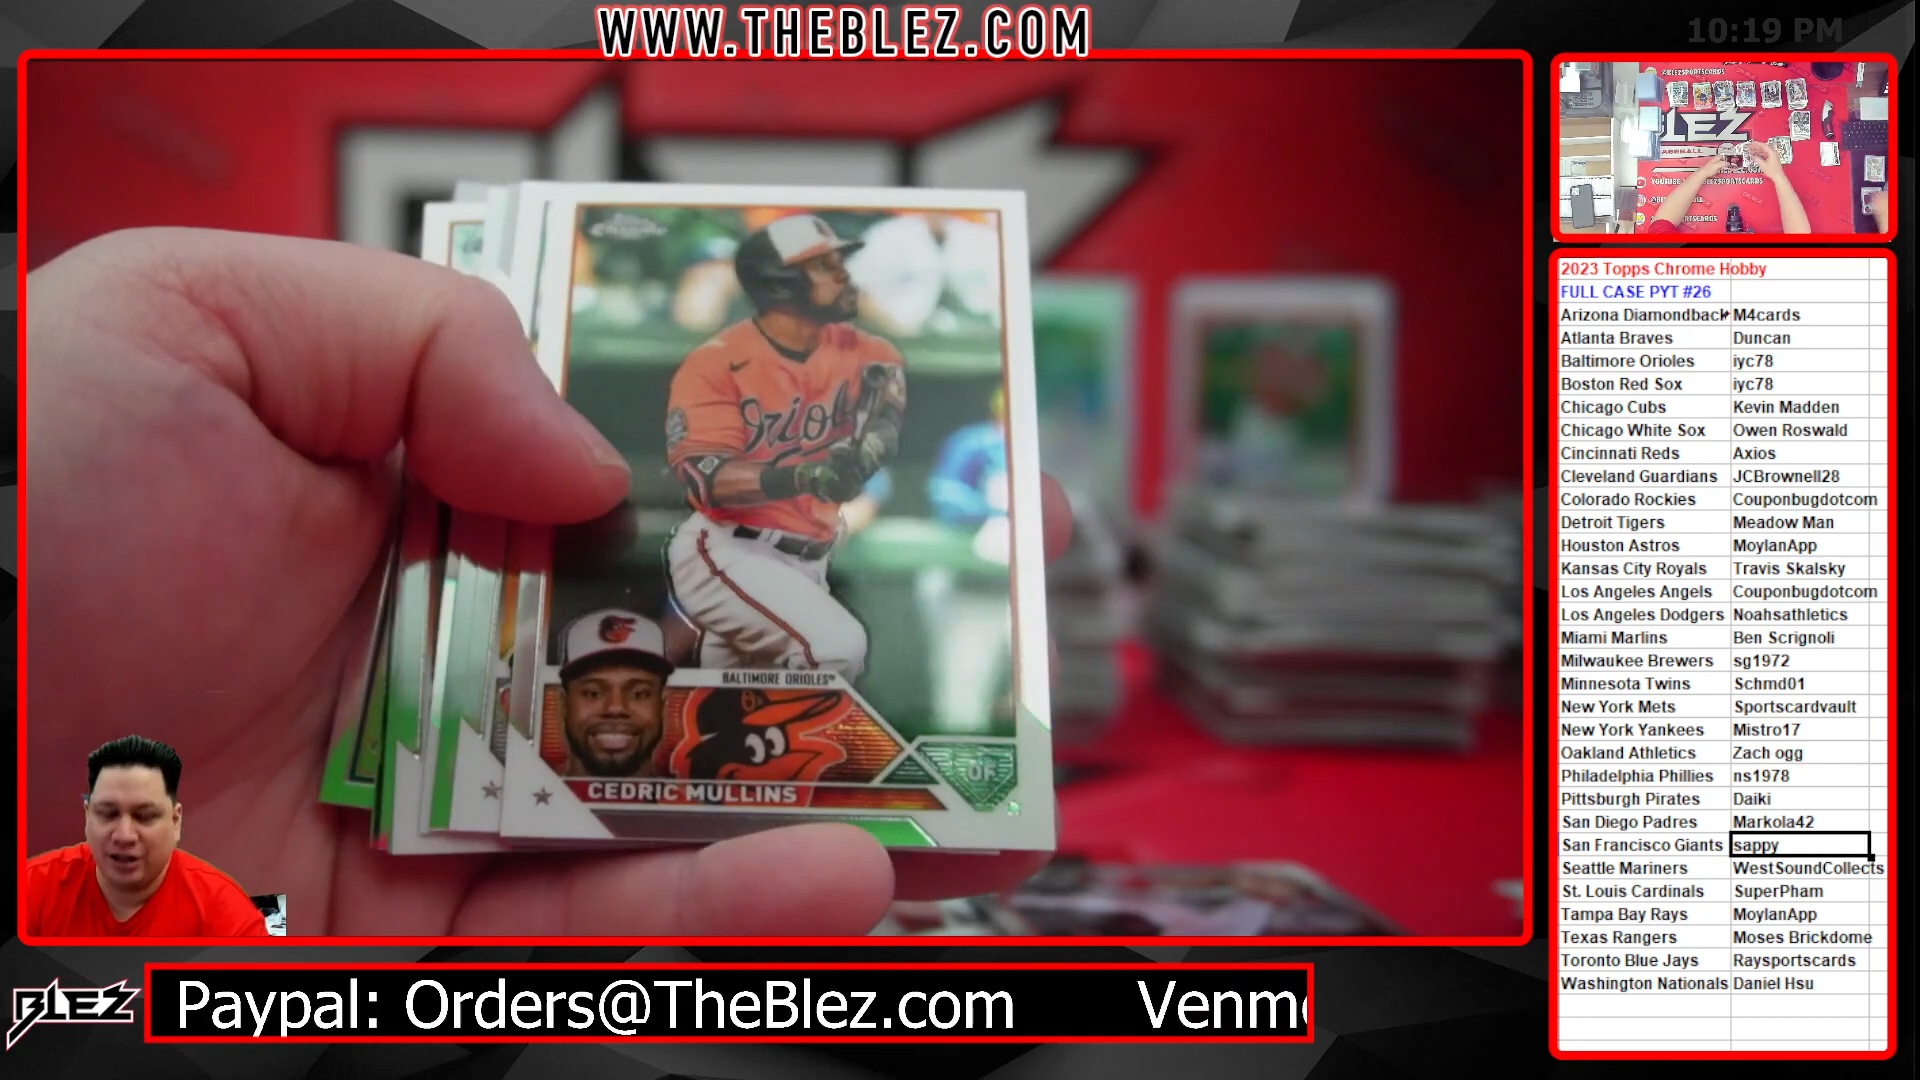 WWW.THEBLEZ.COM
10:19 PM
@BLEZSPORTSCARDS
BLEZ
BASEBALL
Topps
Chrome
Orioles
BALTIMORE ORIOLES
OF
CEDRIC MULLINS
2023 Topps Chrome Hobby
FULL CASE PYT #26
Arizona Diamondback M4cards
Atlanta Braves Duncan
Baltimore Orioles iyc78
Boston Red Sox iyc78
Chicago Cubs Kevin Madden
Chicago White Sox Owen Roswald
Cincinnati Reds Axios
Cleveland Guardians JCBrownell28
Colorado Rockies Couponbugdotcom
Detroit Tigers Meadow Man
Houston Astros MoylanApp
Kansas City Royals Travis Skalsky
Los Angeles Angels Couponbugdotcom
Los Angeles Dodgers Noahsathletics
Miami Marlins Ben Scrignoli
Milwaukee Brewers sg1972
Minnesota Twins Schmd01
New York Mets Sportscardvault
New York Yankees Mistro17
Oakland Athletics Zach ogg
Philadelphia Phillies ns1978
Pittsburgh Pirates Daiki
San Diego Padres Markola42
San Francisco Giants sappy
Seattle Mariners WestSoundCollects
St. Louis Cardinals SuperPham
Tampa Bay Rays MoylanApp
Texas Rangers Moses Brickdome
Toronto Blue Jays Raysportscards
Washington Nationals Daniel Hsu
BLEZ
Paypal: Orders@TheBlez.com Venmo